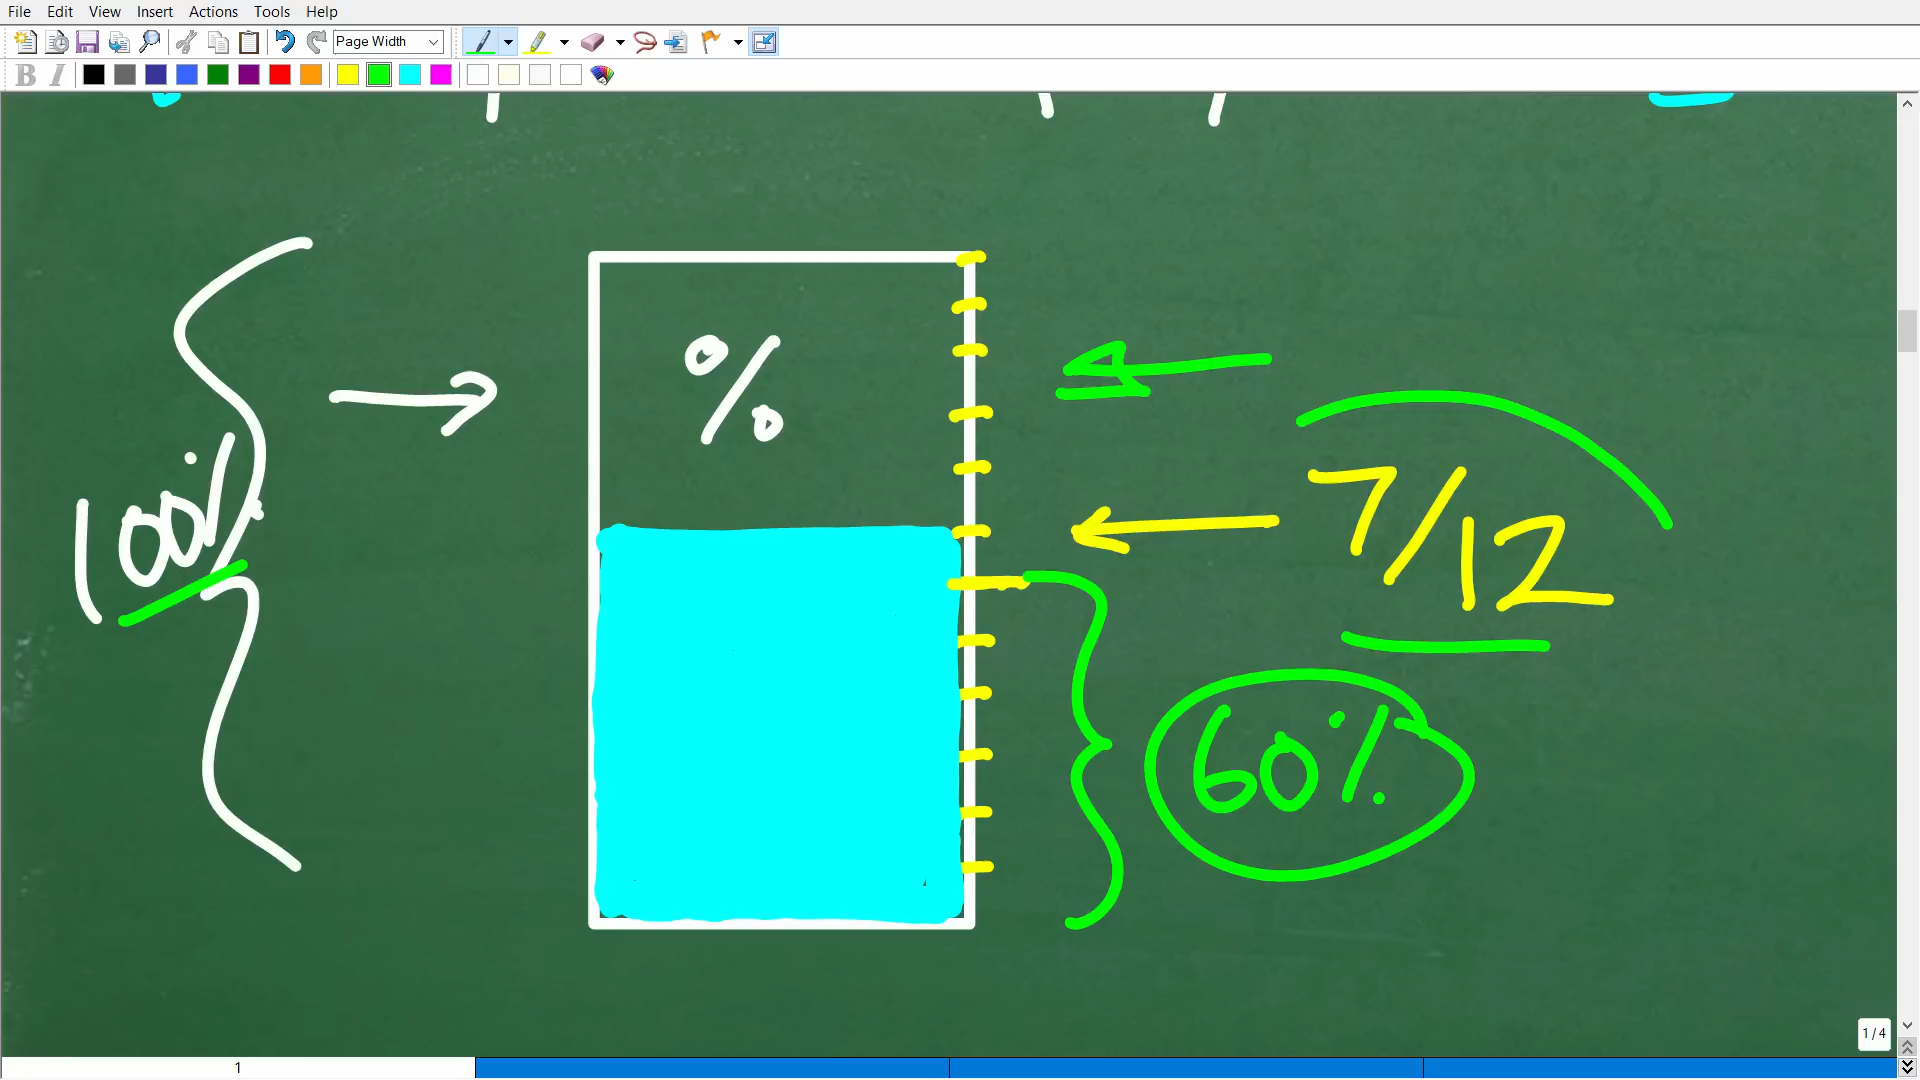 File Edit View Insert Actions Tools Help
Page Width
B I
%
100%
7/12
60%
1 / 4
1